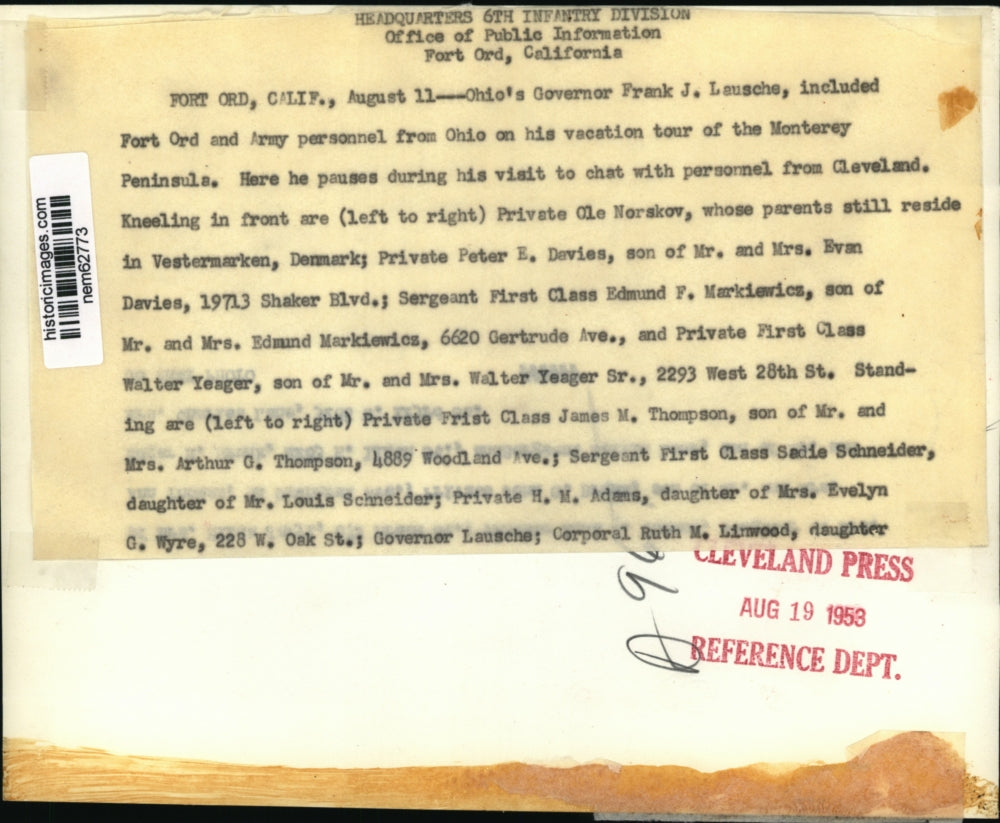 HEADQUARTERS 6TH INFANTRY DIVISION
Office of Public Information
Fort Ord, California
FORT ORD, CALIF., August 11---Ohio's Governor Frank J. Lausche, included
Fort Ord and Army personnel from Ohio on his vacation tour of the Monterey
Peninsula. Here he pauses during his visit to chat with personnel from Cleveland.
Kneeling in front are (left to right) Private Ole Norskov, whose parents still reside
in Vestermarken, Denmark; Private Peter E. Davies, son of Mr. and Mrs. Evan
Davies, 19713 Shaker Blvd.; Sergeant First Class Edmund F. Markiewicz, son of
Mr. and Mrs. Edmund Markiewicz, 6620 Gertrude Ave., and Private First Class
Walter Yeager, son of Mr. and Mrs. Walter Yeager Sr., 2293 West 28th St. Stand-
ing are (left to right) Private Frist Class James M. Thompson, son of Mr. and
Mrs. Arthur G. Thompson, 4889 Woodland Ave.; Sergeant First Class Sadie Schneider,
daughter of Mr. Louis Schneider; Private H. M. Adams, daughter of Mrs. Evelyn
G. Wyre, 228 W. Oak St.; Governor Lausche; Corporal Ruth M. Linwood, daughter
historicimages.com
nem62773
CLEVELAND PRESS
AUG 19 1953
REFERENCE DEPT.